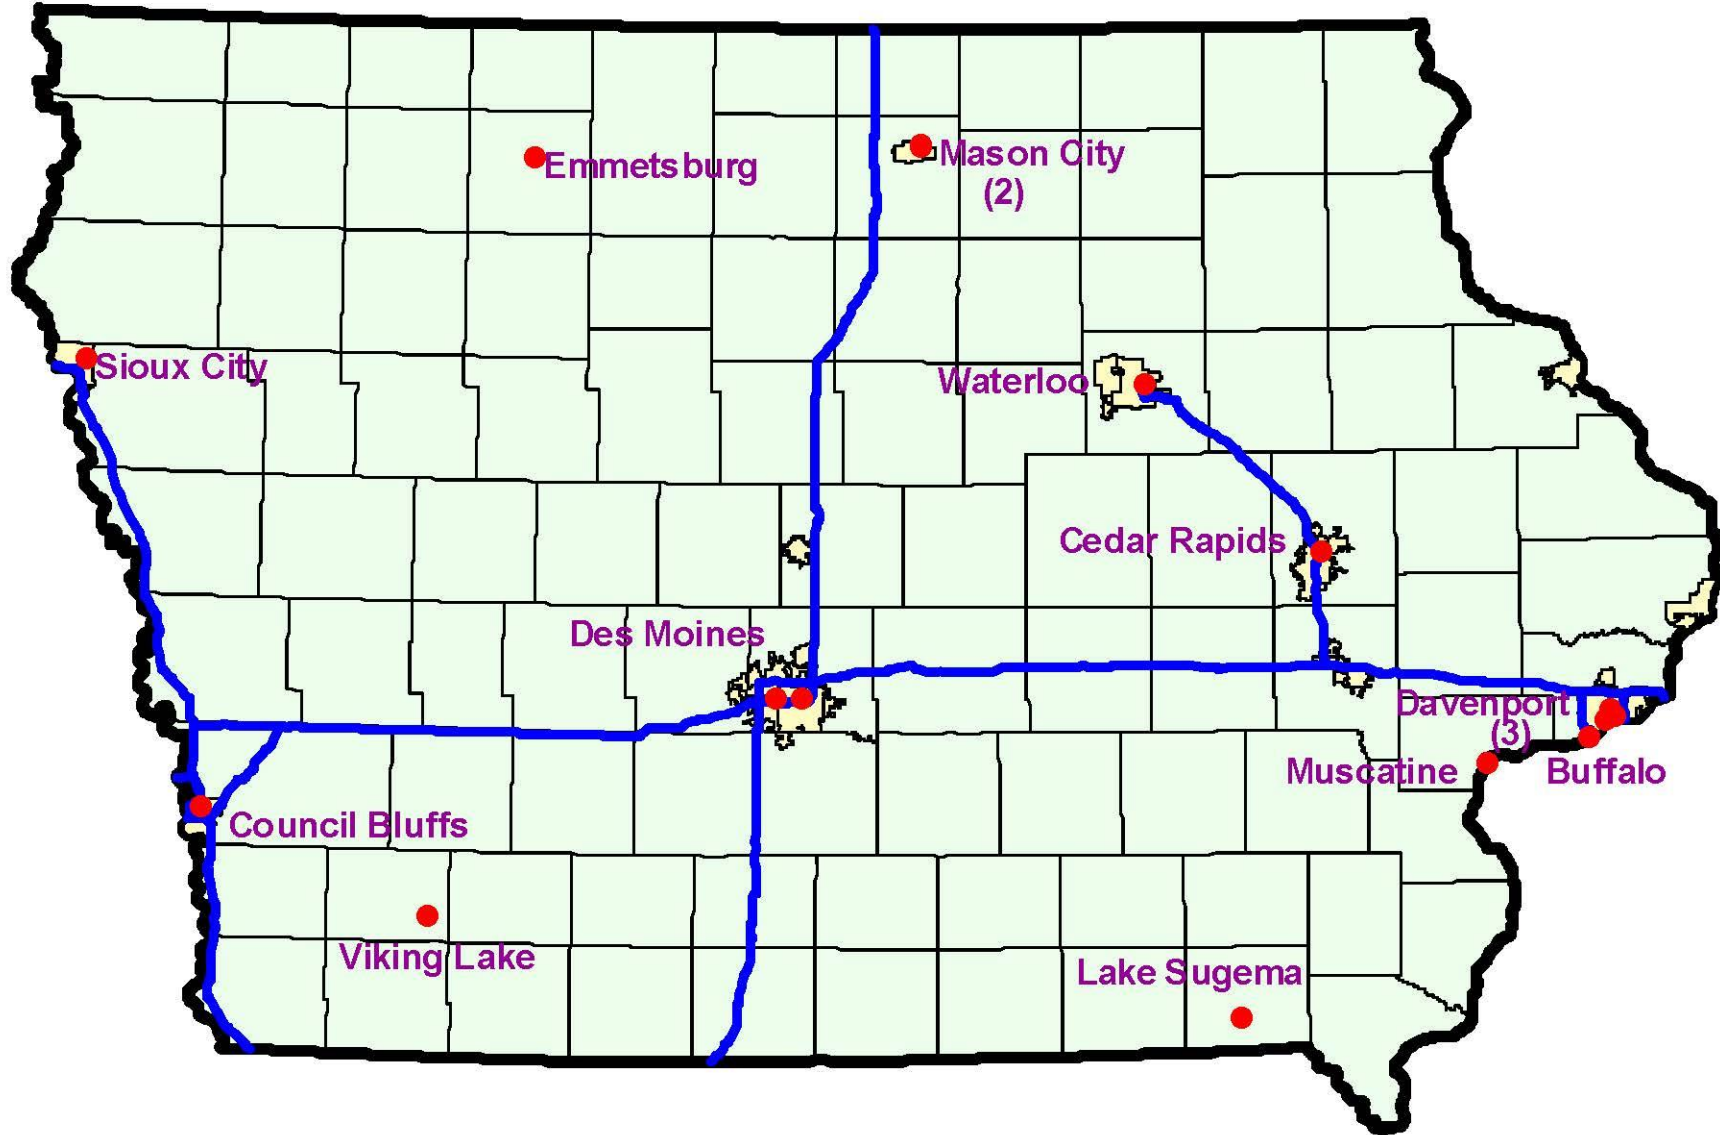 Emmetsburg
Mason City
(2)
Sioux City
Waterloo
Cedar Rapids
Des Moines
Davenport
(3)
Muscatine
Buffalo
Council Bluffs
Viking Lake
Lake Sugema